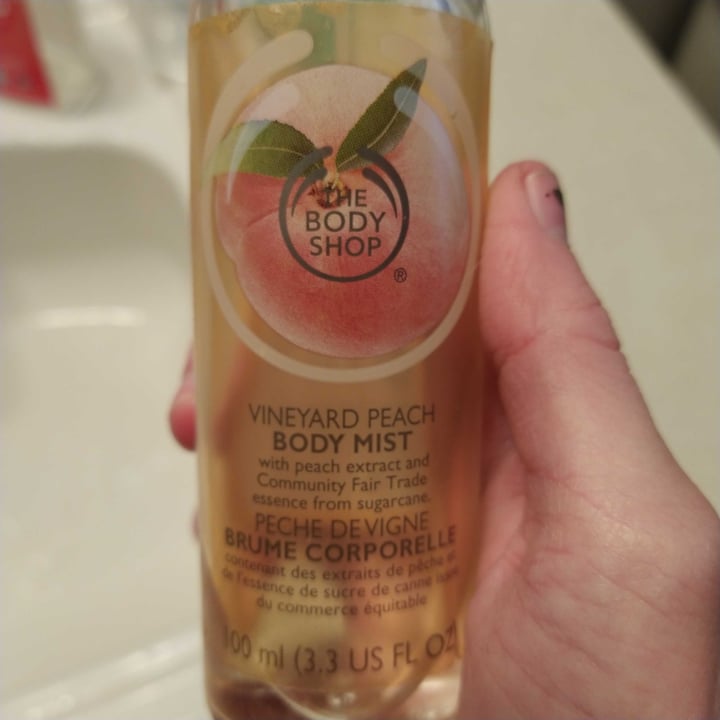 THE
BODY
SHOP
®
VINEYARD PEACH
BODY MIST
with peach extract and
Community Fair Trade
essence from sugarcane.
PECHE DE VIGNE
BRUME CORPORELLE
contenant des extraits de pêche et
de l'essence de sucre de canne issue
du commerce équitable
100 ml (3.3 US FL OZ)